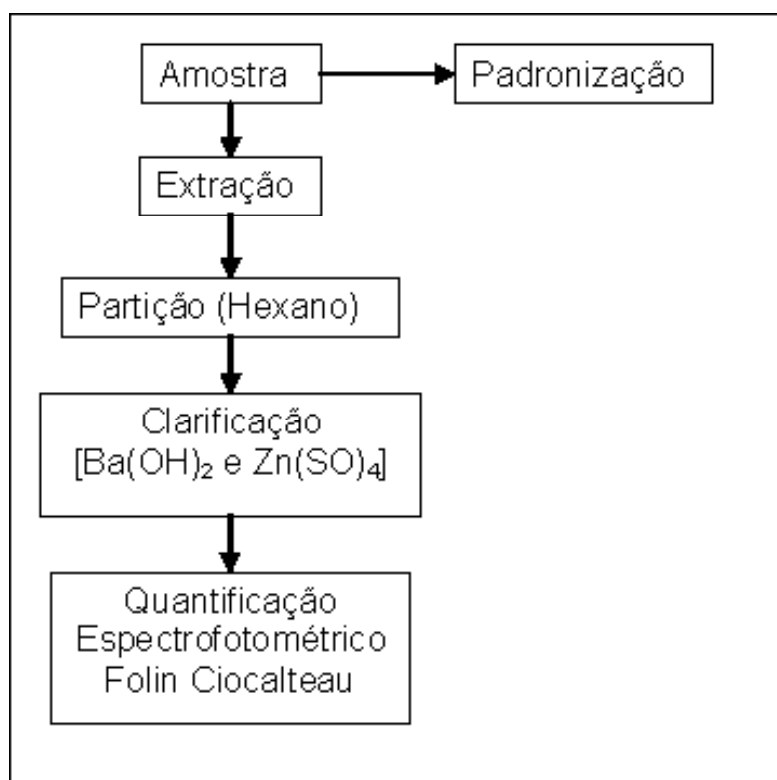 Amostra
Padronização
Extração
Partição (Hexano)
Clarificação
[Ba(OH)₂ e Zn(SO)₄]
Quantificação
Espectrofotométrico
Folin Ciocalteau